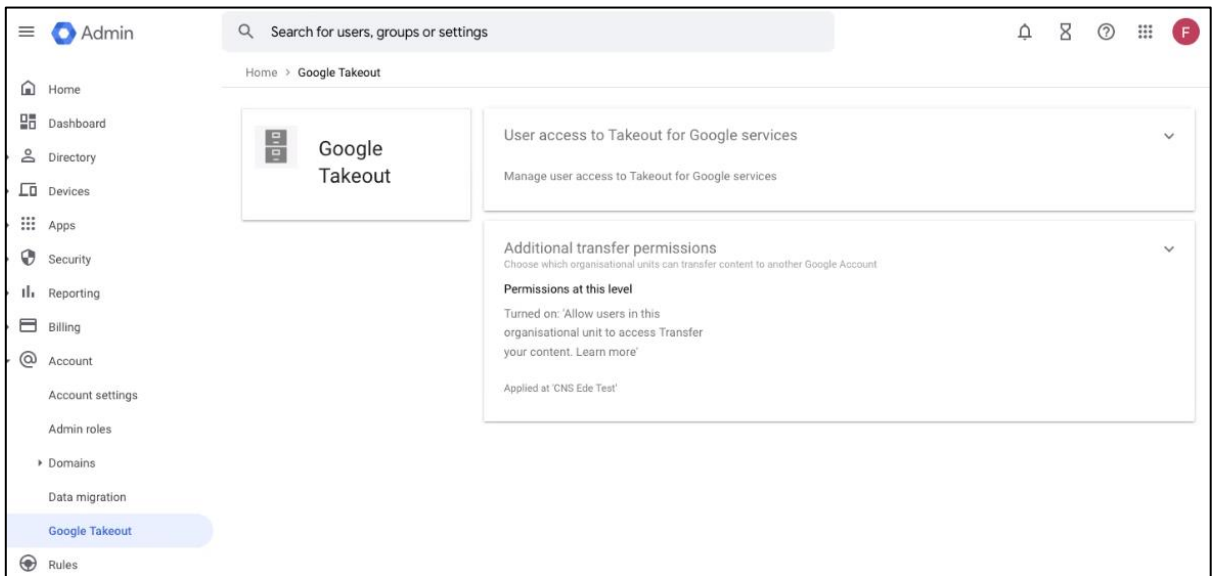 Admin
Search for users, groups or settings
F
Home > Google Takeout
Home
Dashboard
Directory
Devices
Apps
Security
Reporting
Billing
Account
Account settings
Admin roles
Domains
Data migration
Google Takeout
Rules
Google
Takeout
User access to Takeout for Google services
Manage user access to Takeout for Google services
Additional transfer permissions
Choose which organisational units can transfer content to another Google Account
Permissions at this level
Turned on: 'Allow users in this
organisational unit to access Transfer
your content. Learn more'
Applied at 'CNS Ede Test'